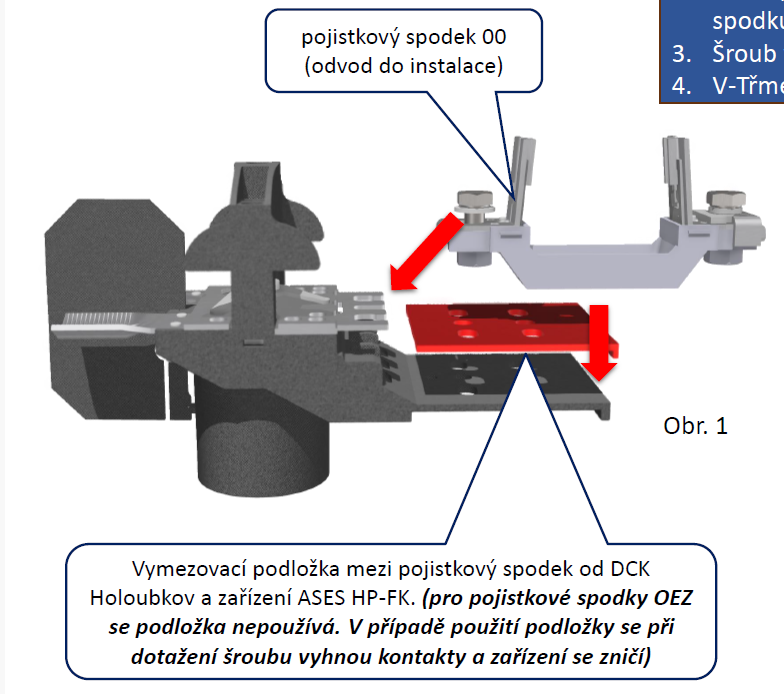 pojistkový spodek 00
(odvod do instalace)
spodku
3. Šroub
4. V-Třme
Obr. 1
Vymezovací podložka mezi pojistkový spodek od DCK
Holoubkov a zařízení ASES HP-FK. (pro pojistkové spodky OEZ
se podložka nepoužívá. V případě použití podložky se při
dotažení šroubu vyhnou kontakty a zařízení se zničí)